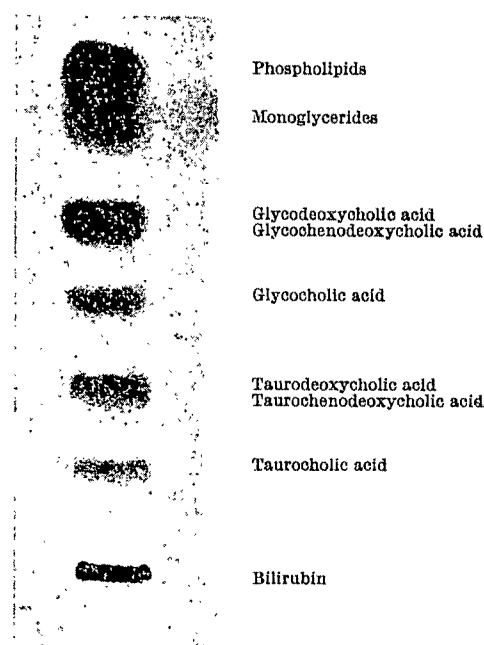 Phospholipids
Monoglycerides
Glycodeoxycholic acid
Glycochenodeoxycholic acid
Glycocholic acid
Taurodeoxycholic acid
Taurochenodeoxycholic acid
Taurocholic acid
Bilirubin